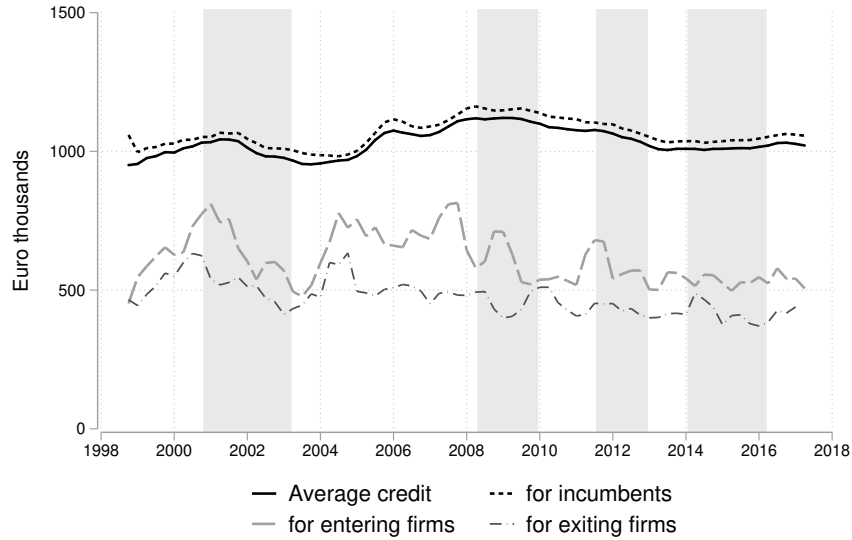 1500
1000
500
0
Euro thousands
1998 2000 2002 2004 2006 2008 2010 2012 2014 2016 2018
Average credit for incumbents
for entering firms for exiting firms